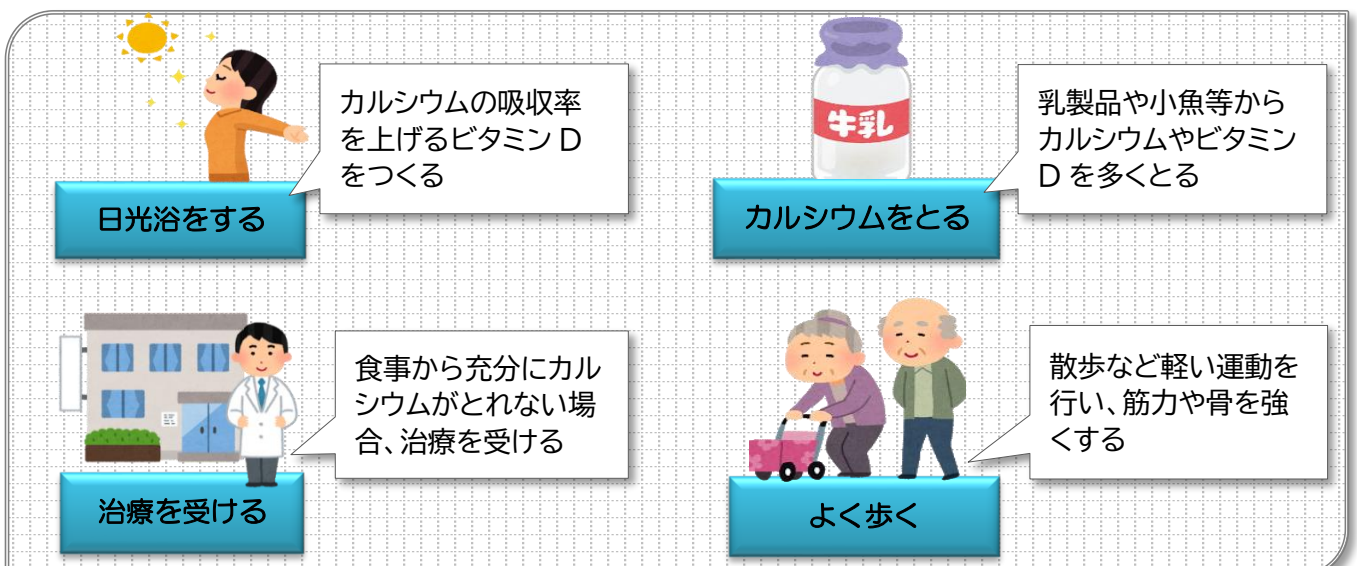 カルシウムの吸収率
を上げるビタミン D
をつくる
日光浴をする
牛乳
乳製品や小魚等から
カルシウムやビタミン
D を多くとる
カルシウムをとる
食事から充分にカル
シウムがとれない場
合、治療を受ける
治療を受ける
散歩など軽い運動を
行い、筋力や骨を強
くする
よく歩く